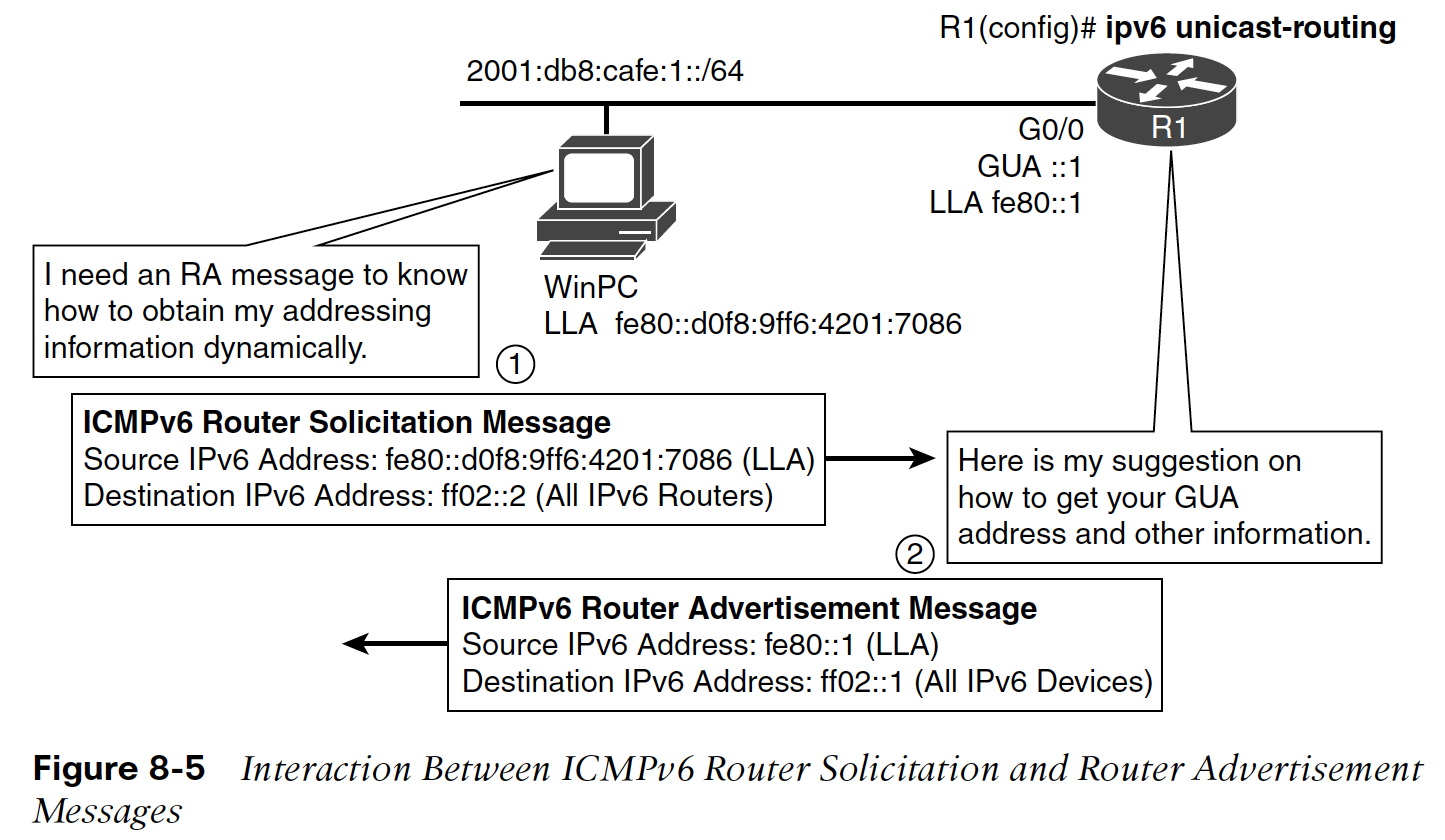 R1(config)# ipv6 unicast-routing
2001:db8:cafe:1::/64
R1
G0/0
GUA ::1
LLA fe80::1
I need an RA message to know
how to obtain my addressing
information dynamically.
WinPC
LLA fe80::d0f8:9ff6:4201:7086
1
ICMPv6 Router Solicitation Message
Source IPv6 Address: fe80::d0f8:9ff6:4201:7086 (LLA)
Destination IPv6 Address: ff02::2 (All IPv6 Routers)
Here is my suggestion on
how to get your GUA
address and other information.
2
ICMPv6 Router Advertisement Message
Source IPv6 Address: fe80::1 (LLA)
Destination IPv6 Address: ff02::1 (All IPv6 Devices)
Figure 8-5 Interaction Between ICMPv6 Router Solicitation and Router Advertisement
Messages